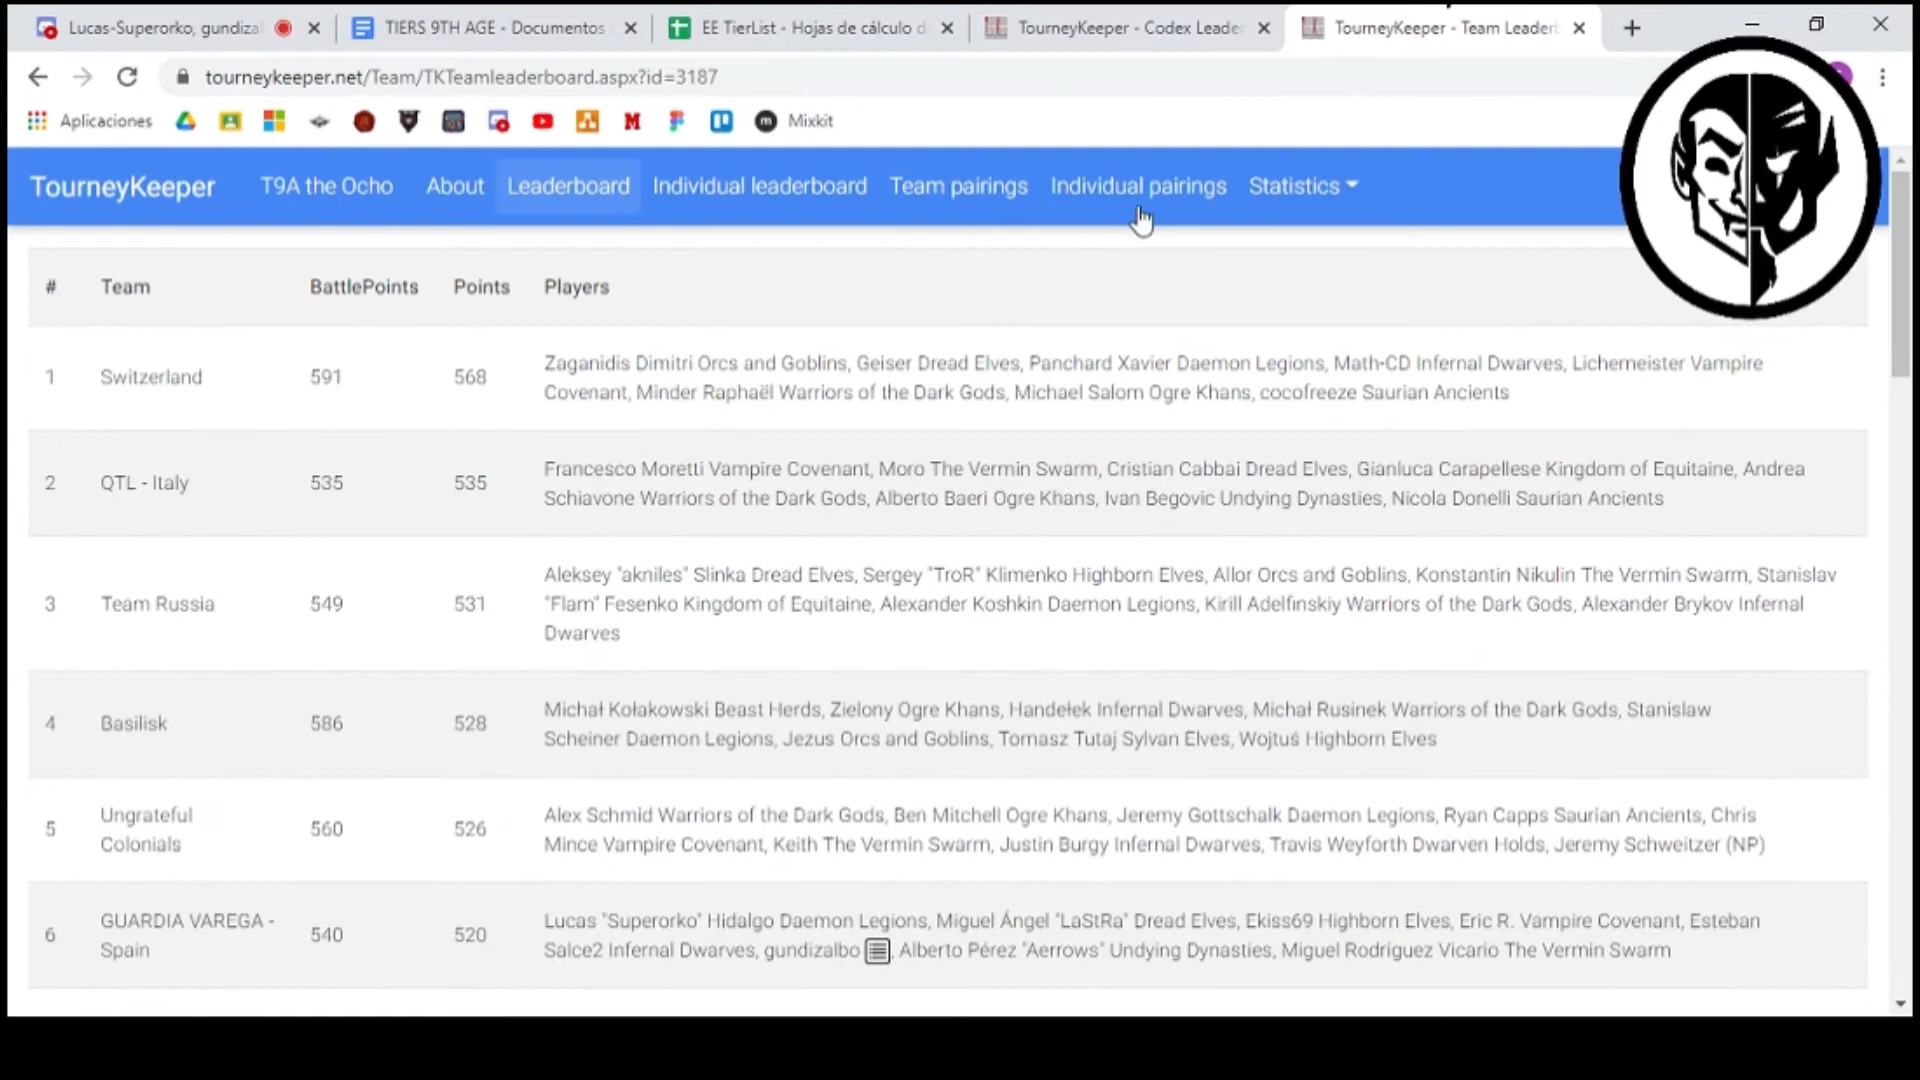 Lucas-Superorko, gundiza
TIERS 9TH AGE - Documentos
EE TierList - Hojas de cálculo d
TourneyKeeper - Codex Leade
TourneyKeeper - Team Leaderb
tourneykeeper.net/Team/TKTeamleaderboard.aspx?id=3187
Aplicaciones
Mixkit
TourneyKeeper T9A the Ocho About Leaderboard Individual leaderboard Team pairings Individual pairings Statistics
# Team BattlePoints Points Players
Zaganidis Dimitri Orcs and Goblins, Geiser Dread Elves, Panchard Xavier Daemon Legions, Math-CD Infernal Dwarves, Lichemeister Vampire
1 Switzerland 591 568
Covenant, Minder Raphaël Warriors of the Dark Gods, Michael Salom Ogre Khans, cocofreeze Saurian Ancients
Francesco Moretti Vampire Covenant, Moro The Vermin Swarm, Cristian Cabbai Dread Elves, Gianluca Carapellese Kingdom of Equitaine, Andrea
2 QTL - Italy 535 535
Schiavone Warriors of the Dark Gods, Alberto Baeri Ogre Khans, Ivan Begovic Undying Dynasties, Nicola Donelli Saurian Ancients
Aleksey "akniles" Slinka Dread Elves, Sergey "TroR" Klimenko Highborn Elves, Allor Orcs and Goblins, Konstantin Nikulin The Vermin Swarm, Stanislav
3 Team Russia 549 531 "Flam" Fesenko Kingdom of Equitaine, Alexander Koshkin Daemon Legions, Kirill Adelfinskiy Warriors of the Dark Gods, Alexander Brykov Infernal
Dwarves
Michał Kołakowski Beast Herds, Zielony Ogre Khans, Handełek Infernal Dwarves, Michał Rusinek Warriors of the Dark Gods, Stanislaw
4 Basilisk 586 528
Scheiner Daemon Legions, Jezus Orcs and Goblins, Tomasz Tutaj Sylvan Elves, Wojtuś Highborn Elves
Ungrateful Alex Schmid Warriors of the Dark Gods, Ben Mitchell Ogre Khans, Jeremy Gottschalk Daemon Legions, Ryan Capps Saurian Ancients, Chris
5 560 526
Colonials Mince Vampire Covenant, Keith The Vermin Swarm, Justin Burgy Infernal Dwarves, Travis Weyforth Dwarven Holds, Jeremy Schweitzer (NP)
GUARDIA VAREGA - Lucas "Superorko" Hidalgo Daemon Legions, Miguel Ángel "LaStRa" Dread Elves, Ekiss69 Highborn Elves, Eric R. Vampire Covenant, Esteban
6 540 520
Spain Salce2 Infernal Dwarves, gundizalbo , Alberto Pérez "Aerrows" Undying Dynasties, Miguel Rodriguez Vicario The Vermin Swarm